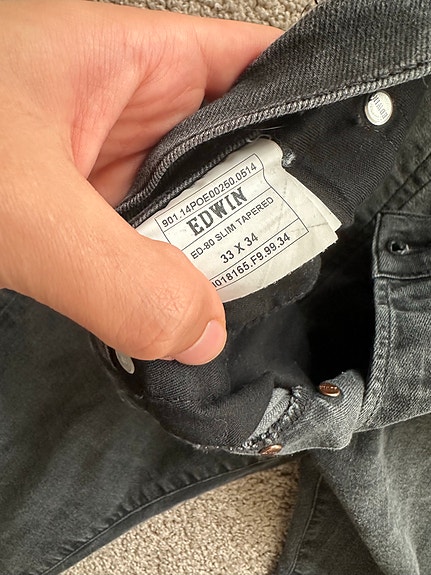 901.14POE00250.0514
EDWIN
ED-80 SLIM TAPERED
33 X 34
I018165.F9.99.34